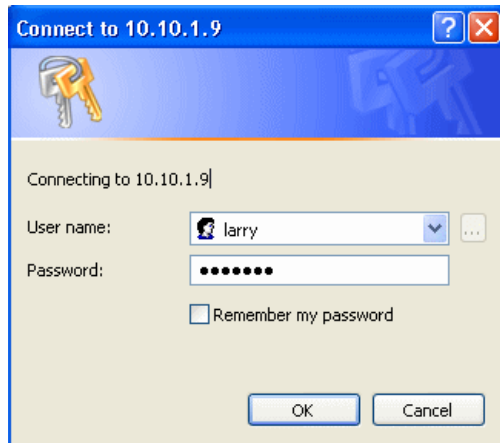 Connect to 10.10.1.9
Connecting to 10.10.1.9
User name:
larry
...
Password:
•••••••
Remember my password
OK
Cancel